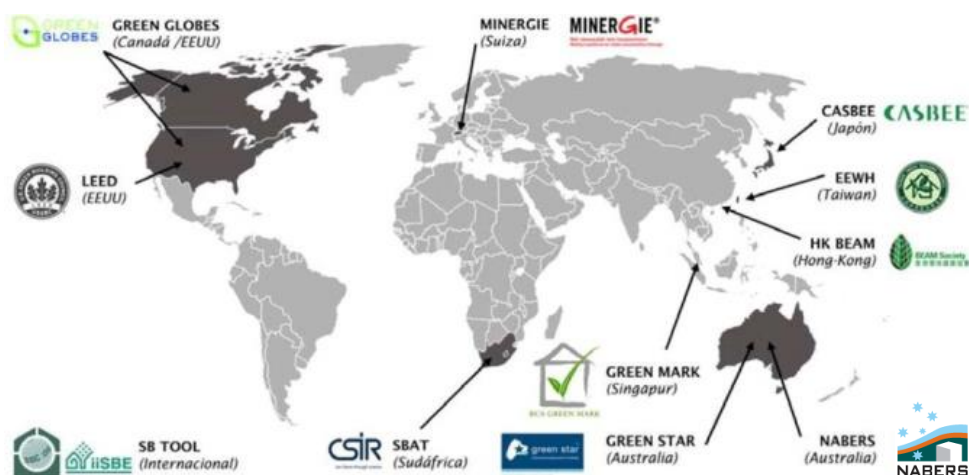 GREEN GLOBES
GREEN GLOBES
(Canadá /EEUU)
MINERGIE
(Suiza)
MINERGIE®
CASBEE
(Japón)
CASBEE
LEED
(EEUU)
EEWH
(Taiwan)
HK BEAM
(Hong-Kong)
BEAM Society
GREEN MARK
(Singapur)
BCA GREEN MARK
SB TOOL
(Internacional)
iiSBE
CSIR
SBAT
(Sudáfrica)
green star
GREEN STAR
(Australia)
NABERS
(Australia)
NABERS